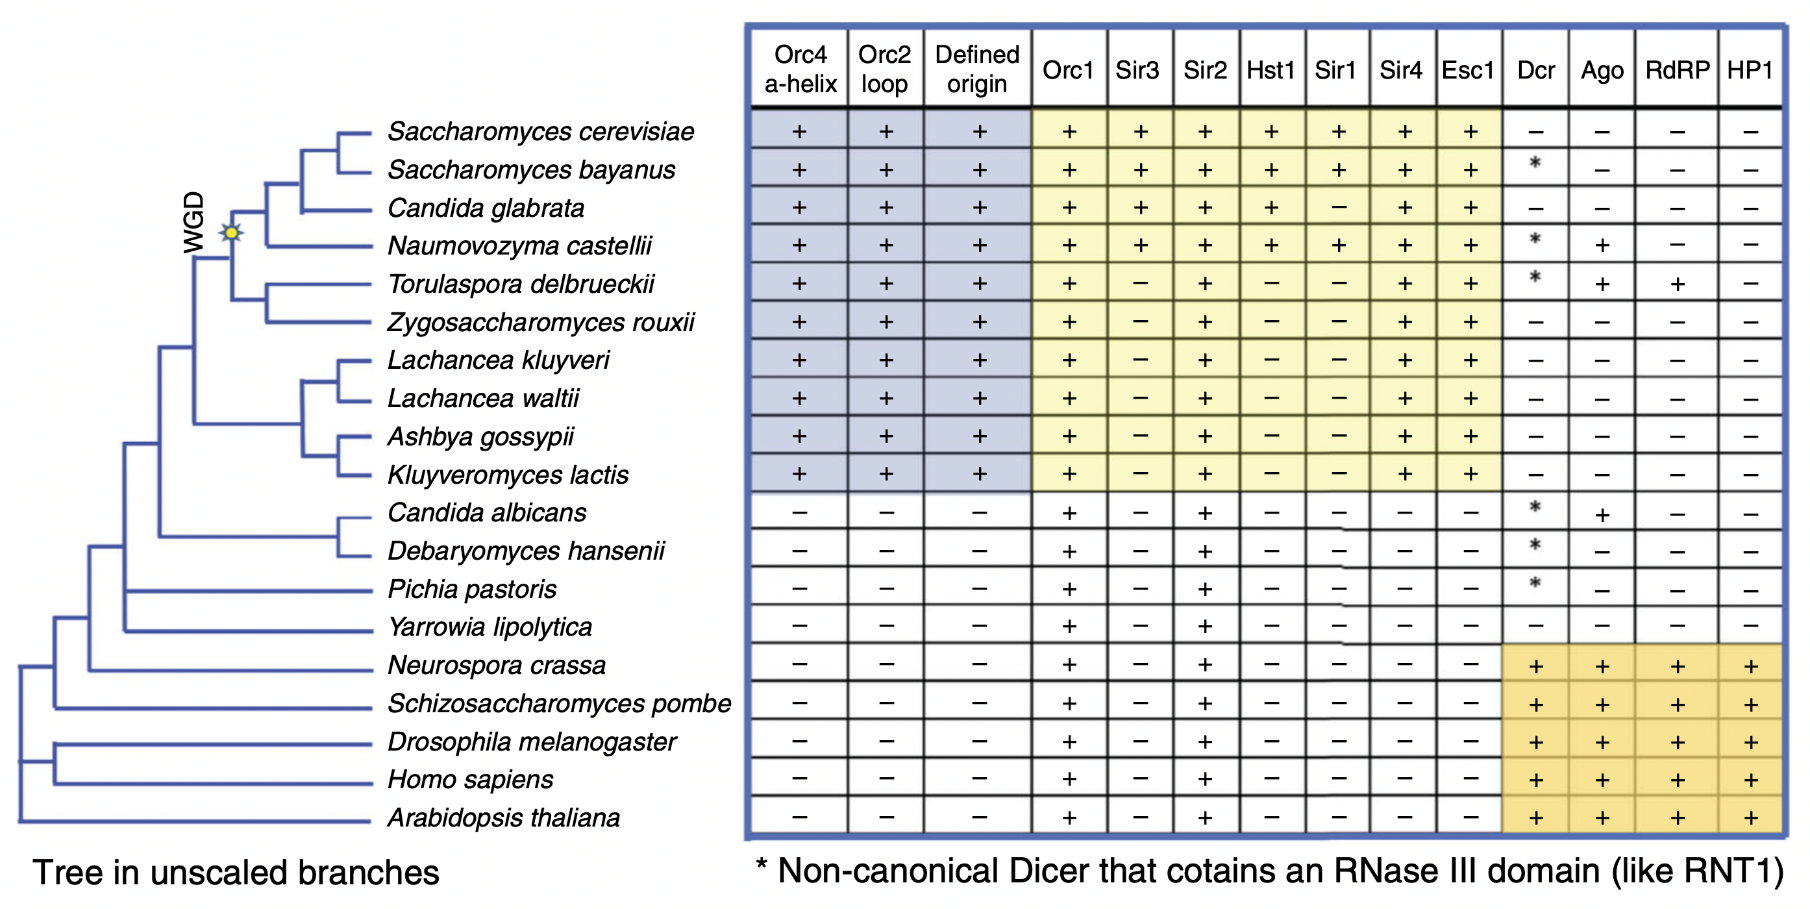 Orc4 a-helix Orc2 loop Defined origin Orc1 Sir3 Sir2 Hst1 Sir1 Sir4 Esc1 Dcr Ago RdRP HP1
WGD
Saccharomyces cerevisiae + + + + + + + + + + – – – –
Saccharomyces bayanus + + + + + + + + + + * – – –
Candida glabrata + + + + + + + – + + – – – –
Naumovozyma castellii + + + + + + + + + + * + – –
Torulaspora delbrueckii + + + + – + – – + + * + + –
Zygosaccharomyces rouxii + + + + – + – – + + – – – –
Lachancea kluyveri + + + + – + – – + + – – – –
Lachancea waltii + + + + – + – – + + – – – –
Ashbya gossypii + + + + – + – – + + – – – –
Kluyveromyces lactis + + + + – + – – + + – – – –
Candida albicans – – – + – + – – – – * + – –
Debaryomyces hansenii – – – + – + – – – – * – – –
Pichia pastoris – – – + – + – – – – * – – –
Yarrowia lipolytica – – – + – + – – – – – – – –
Neurospora crassa – – – + – + – – – – + + + +
Schizosaccharomyces pombe – – – + – + – – – – + + + +
Drosophila melanogaster – – – + – + – – – – + + + +
Homo sapiens – – – + – + – – – – + + + +
Arabidopsis thaliana – – – + – + – – – – + + + +
Tree in unscaled branches
* Non-canonical Dicer that cotains an RNase III domain (like RNT1)